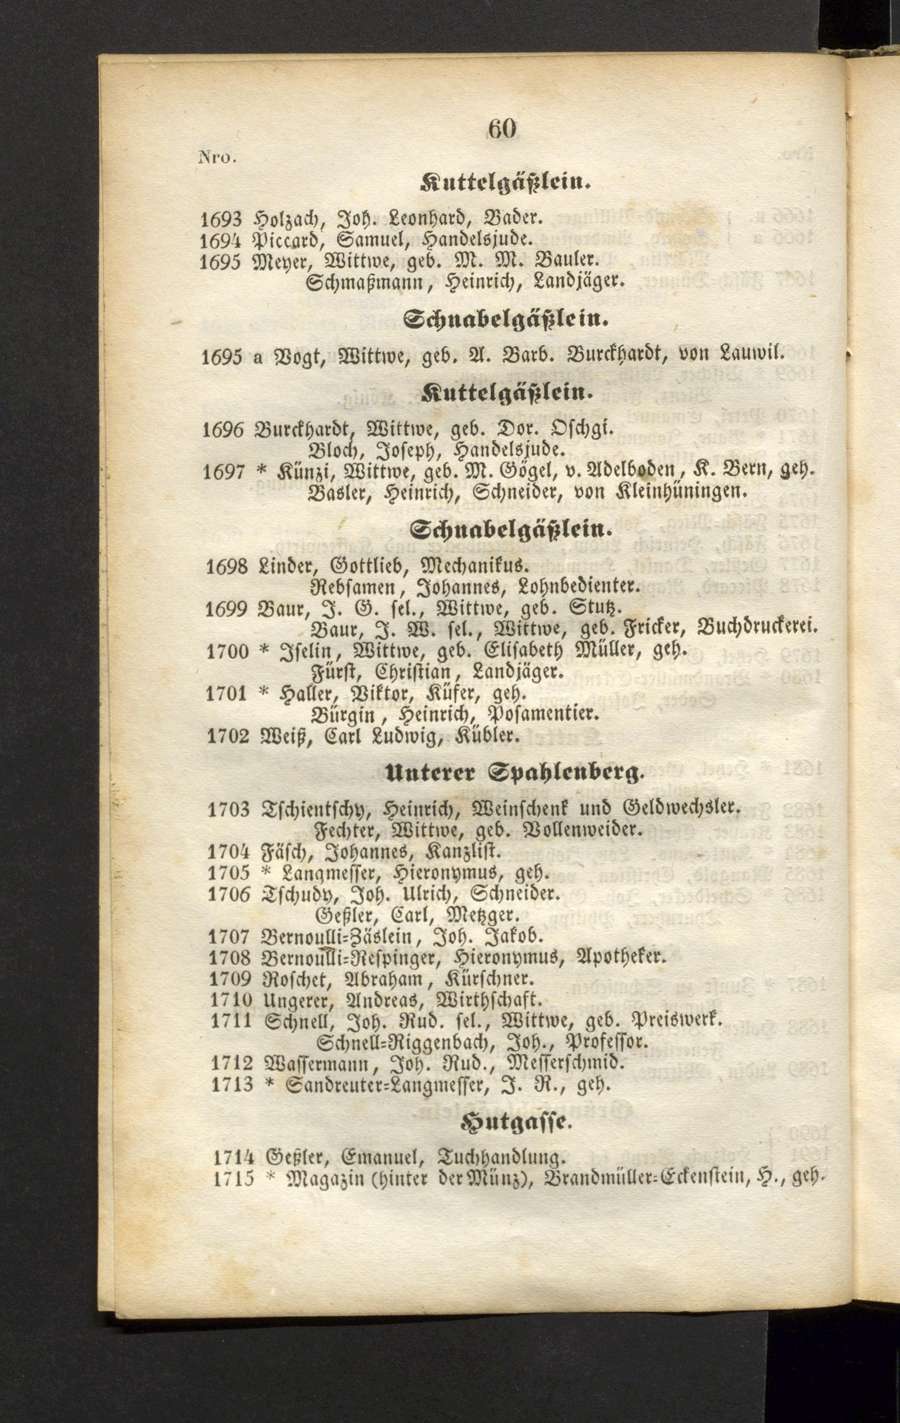 60
Nro.
Kuttelgäßlein.
1693 Holzach, Joh. Leonhard, Bader.
1694 Piccard, Samuel, Handelsjude.
1695 Meyer, Wittwe, geb. M. M. Bauler.
Schmaßmann, Heinrich, Landjäger.
Schnabelgäßlein.
1695 a Vogt, Wittwe, geb. A. Barb. Burckhardt, von Lauwil.
Kuttelgäßlein.
1696 Burckhardt, Wittwe, geb. Dor. Oschgi.
Bloch, Joseph, Handelsjude.
1697 * Künzi, Wittwe, geb. M. Gögel, v. Adelboden, K. Bern, geh.
Basler, Heinrich, Schneider, von Kleinhüningen.
Schnabelgäßlein.
1698 Linder, Gottlieb, Mechanikus.
Rebsamen, Johannes, Lohnbedienter.
1699 Baur, J. G. sel., Wittwe, geb. Stutz.
Baur, J. W. sel., Wittwe, geb. Fricker, Buchdruckerei.
1700 * Iselin, Wittwe, geb. Elisabeth Müller, geh.
Fürst, Christian, Landjäger.
1701 * Haller, Viktor, Küfer, geh.
Bürgin, Heinrich, Posamentier.
1702 Weiß, Carl Ludwig, Kübler.
Unterer Spahlenberg.
1703 Tschientschy, Heinrich, Weinschenk und Geldwechsler.
Fechter, Wittwe, geb. Vollenweider.
1704 Fäsch, Johannes, Kanzlist.
1705 * Langmesser, Hieronymus, geh.
1706 Tschudy, Joh. Ulrich, Schneider.
Geßler, Carl, Metzger.
1707 Bernoulli-Zäslein, Joh. Jakob.
1708 Bernoulli-Respinger, Hieronymus, Apotheker.
1709 Roschet, Abraham, Kürschner.
1710 Ungerer, Andreas, Wirthschaft.
1711 Schnell, Joh. Rud. sel., Wittwe, geb. Preiswerk.
Schnell-Riggenbach, Joh., Professor.
1712 Wassermann, Joh. Rud., Messerschmid.
1713 * Sandreuter-Langmesser, J. R., geh.
Hutgasse.
1714 Geßler, Emanuel, Tuchhandlung.
1715 * Magazin (hinter der Münz), Brandmüller-Eckenstein, H., geh.